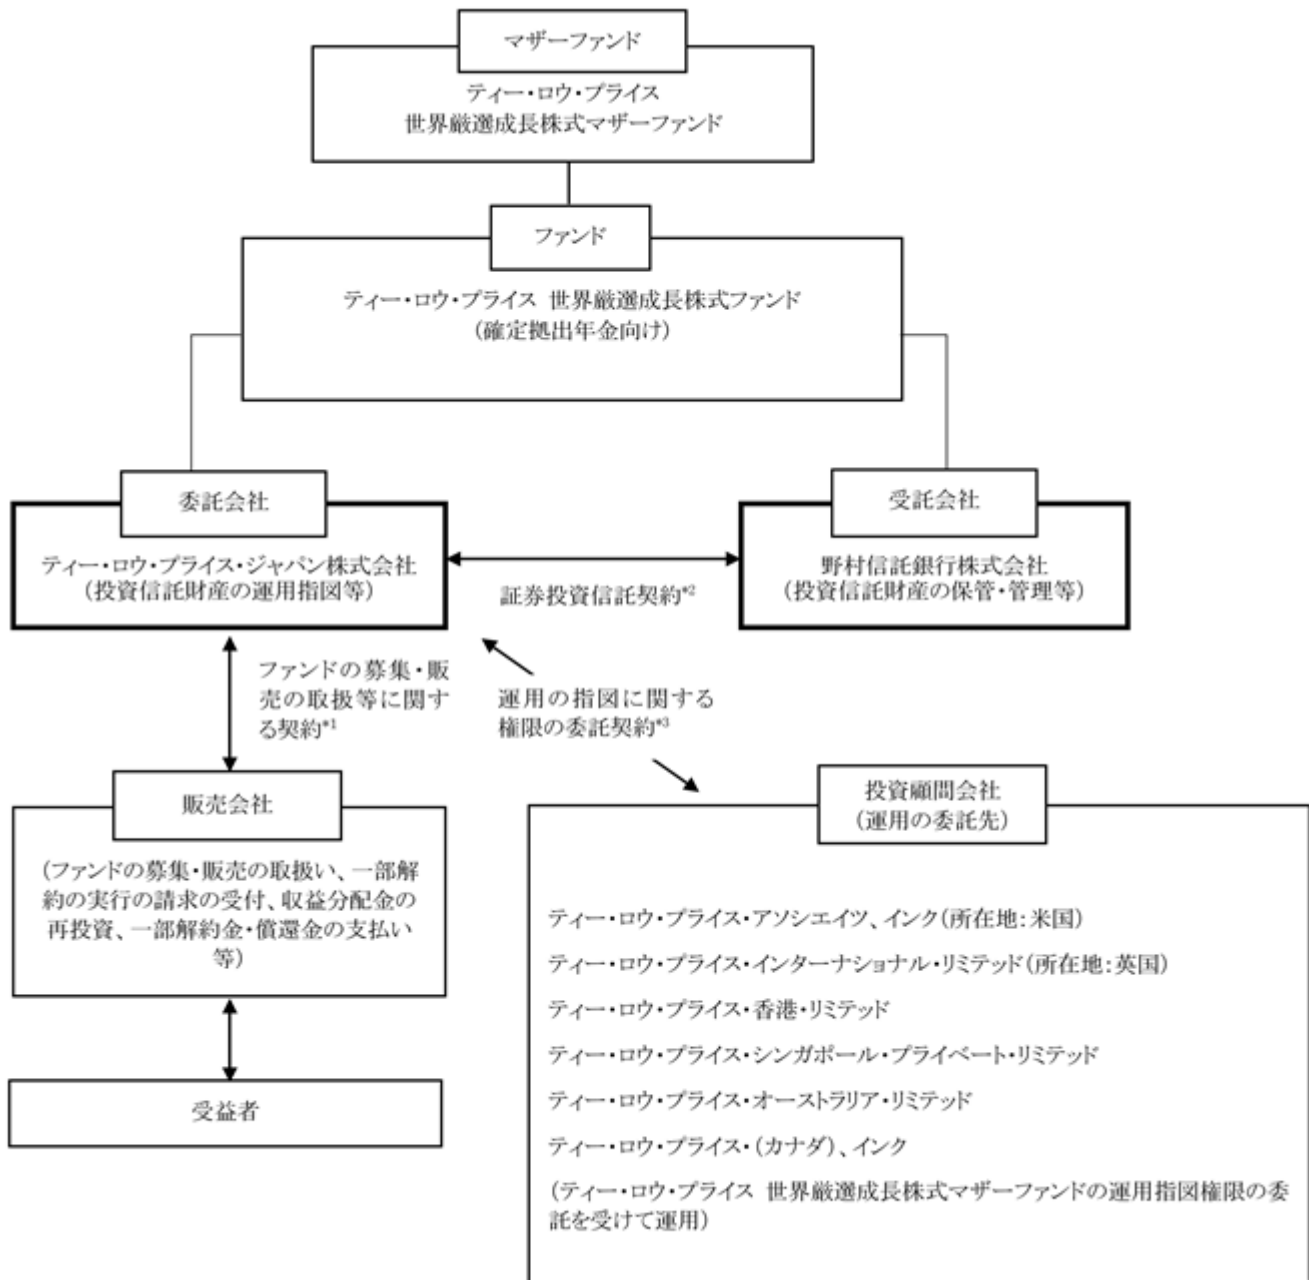 マザーファンド
ティー・ロウ・プライス
世界厳選成長株式マザーファンド
ファンド
ティー・ロウ・プライス 世界厳選成長株式ファンド
(確定拠出年金向け)
委託会社
ティー・ロウ・プライス・ジャパン株式会社
(投資信託財産の運用指図等)
受託会社
野村信託銀行株式会社
(投資信託財産の保管・管理等)
証券投資信託契約*2
ファンドの募集・販
売の取扱等に関す
る契約*1
運用の指図に関する
権限の委託契約*3
販売会社
(ファンドの募集・販売の取扱い、一部解
約の実行の請求の受付、収益分配金の
再投資、一部解約金・償還金の支払い
等)
受益者
投資顧問会社
(運用の委託先)
ティー・ロウ・プライス・アソシエイツ、インク(所在地:米国)
ティー・ロウ・プライス・インターナショナル・リミテッド(所在地:英国)
ティー・ロウ・プライス・香港・リミテッド
ティー・ロウ・プライス・シンガポール・プライベート・リミテッド
ティー・ロウ・プライス・オーストラリア・リミテッド
ティー・ロウ・プライス・(カナダ)、インク
(ティー・ロウ・プライス 世界厳選成長株式マザーファンドの運用指図権限の委
託を受けて運用)